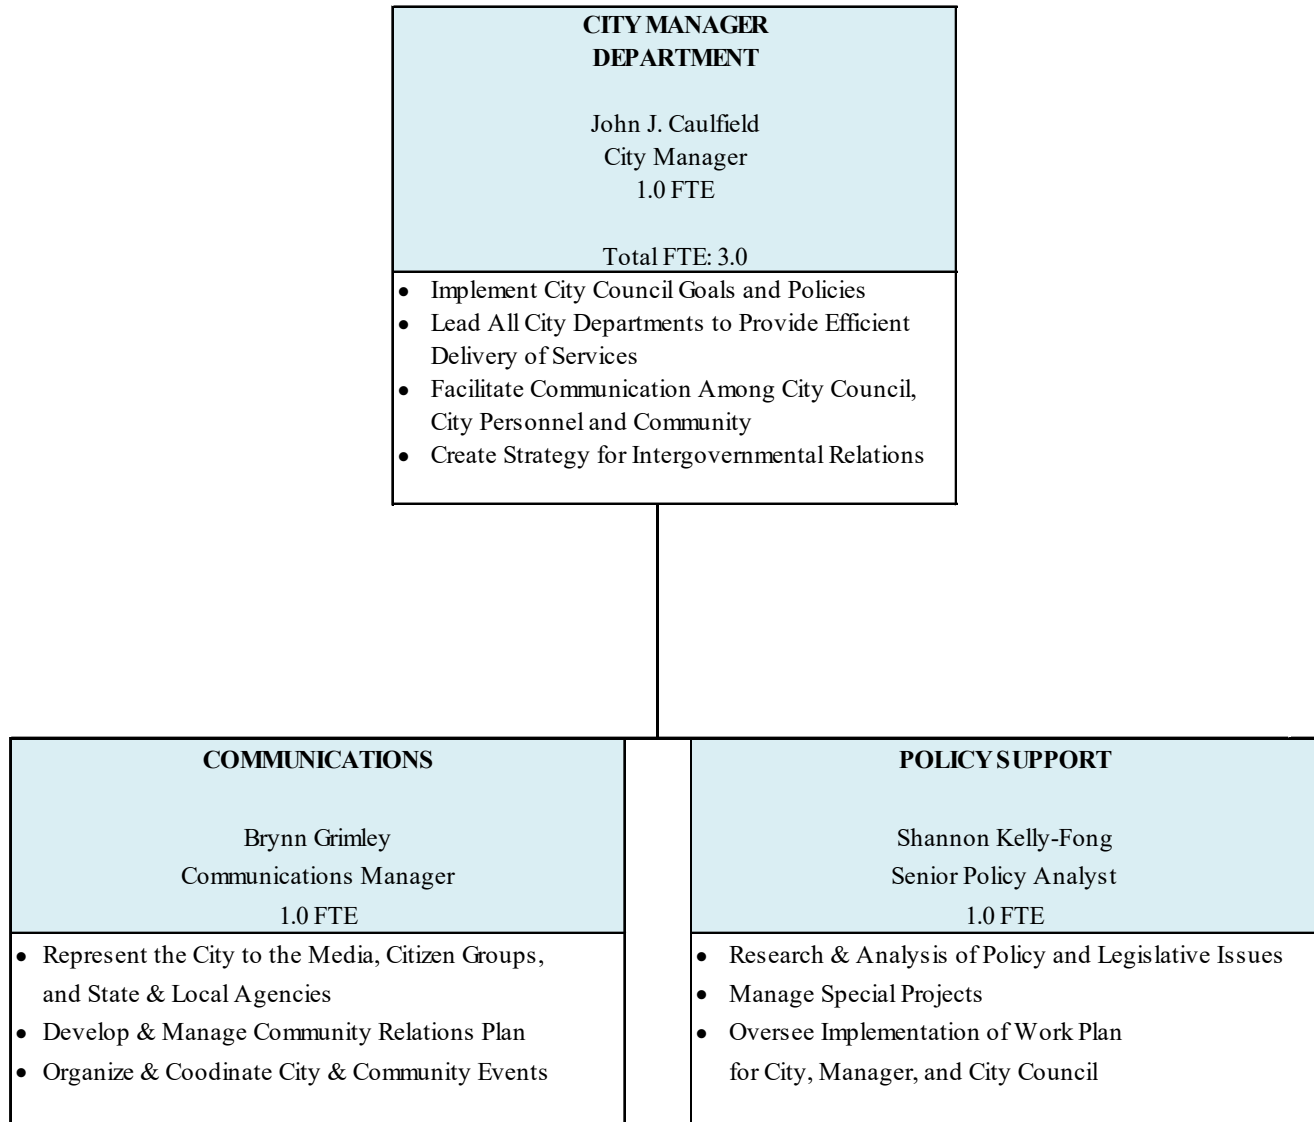 CITY MANAGER
DEPARTMENT
John J. Caulfield
City Manager
1.0 FTE
Total FTE: 3.0
• Implement City Council Goals and Policies
• Lead All City Departments to Provide Efficient
Delivery of Services
• Facilitate Communication Among City Council,
City Personnel and Community
• Create Strategy for Intergovernmental Relations
COMMUNICATIONS
Brynn Grimley
Communications Manager
1.0 FTE
• Represent the City to the Media, Citizen Groups,
and State & Local Agencies
• Develop & Manage Community Relations Plan
• Organize & Coodinate City & Community Events
POLICY SUPPORT
Shannon Kelly-Fong
Senior Policy Analyst
1.0 FTE
• Research & Analysis of Policy and Legislative Issues
• Manage Special Projects
• Oversee Implementation of Work Plan
for City, Manager, and City Council